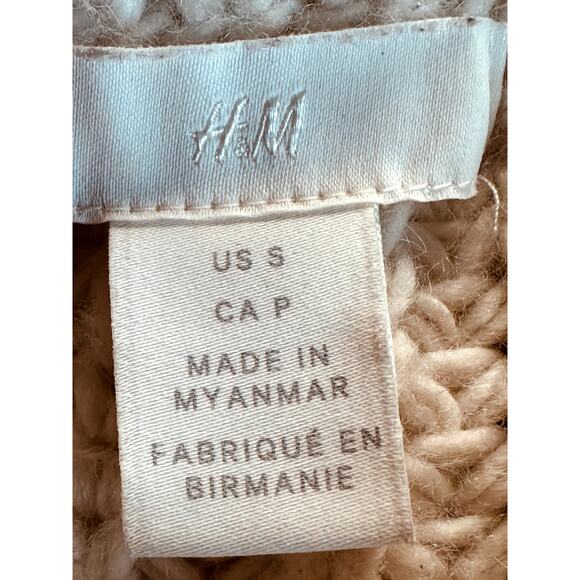 H&M
US S
CA P
MADE IN
MYANMAR
FABRIQUÉ EN
BIRMANIE